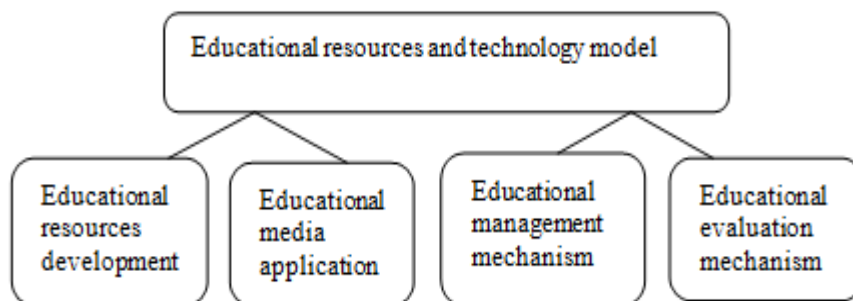 Educational resources and technology model
Educational
resources
development
Educational
media
application
Educational
management
mechanism
Educational
evaluation
mechanism